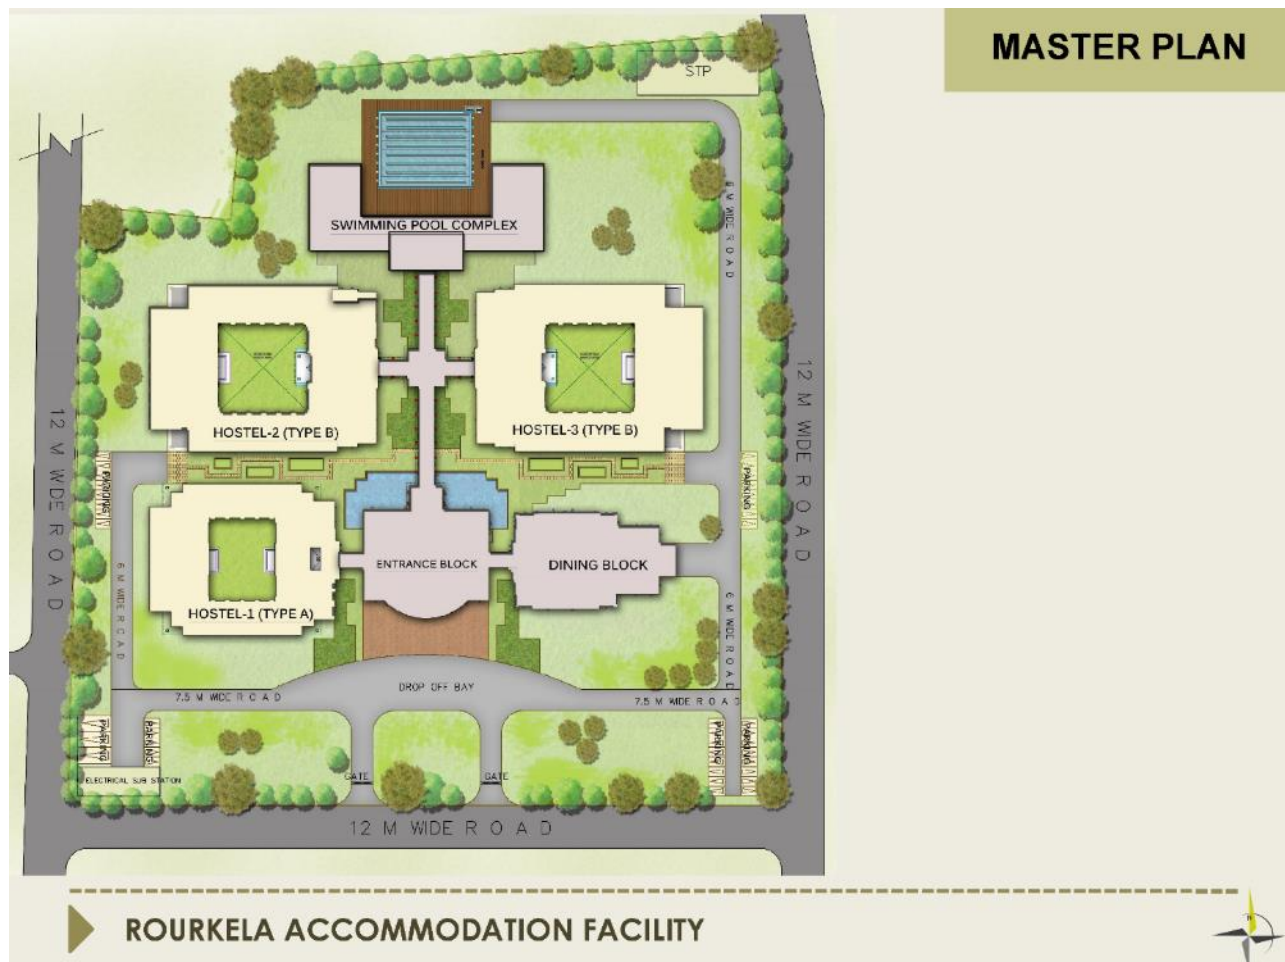 MASTER PLAN
STP
SWIMMING POOL COMPLEX
6 M WIDE ROAD
12 M WIDE ROAD
HOSTEL-2 (TYPE B)
HOSTEL-3 (TYPE B)
12 M WIDE ROAD
PARKING
PARKING
ENTRANCE BLOCK
DINING BLOCK
6 M WIDE ROAD
HOSTEL-1 (TYPE A)
6 M WIDE ROAD
DROP OFF BAY
7.5 M WIDE ROAD
7.5 M WIDE ROAD
PARKING
PARKING
PARKING
PARKING
ELECTRICAL SUB STATION
GATE
GATE
12 M WIDE ROAD
ROURKELA ACCOMMODATION FACILITY
N